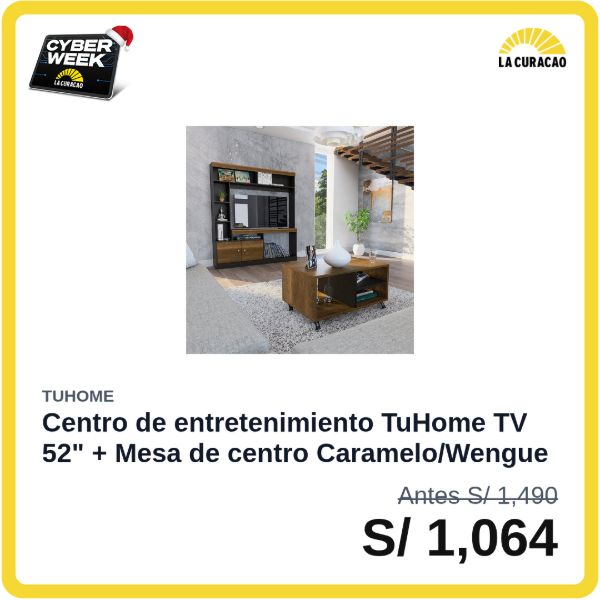 CYBER
WEEK
LA CURACAO
LA CURACAO
TUHOME
Centro de entretenimiento TuHome TV
52" + Mesa de centro Caramelo/Wengue
Antes S/ 1,490
S/ 1,064